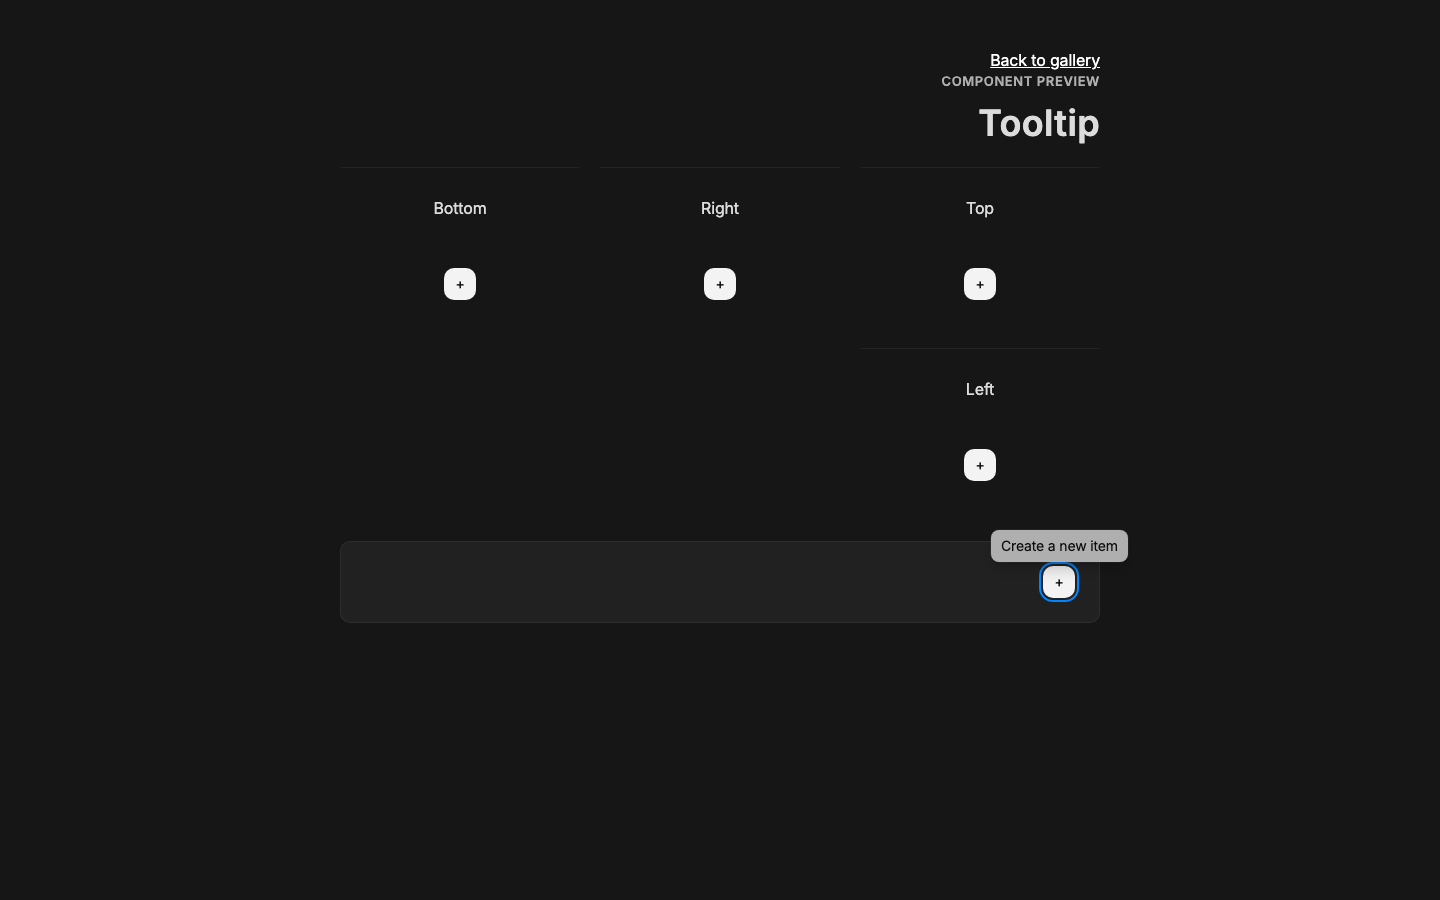 Back to gallery
COMPONENT PREVIEW
Tooltip
Bottom
Right
Top
+
+
+
Left
+
Create a new item
+